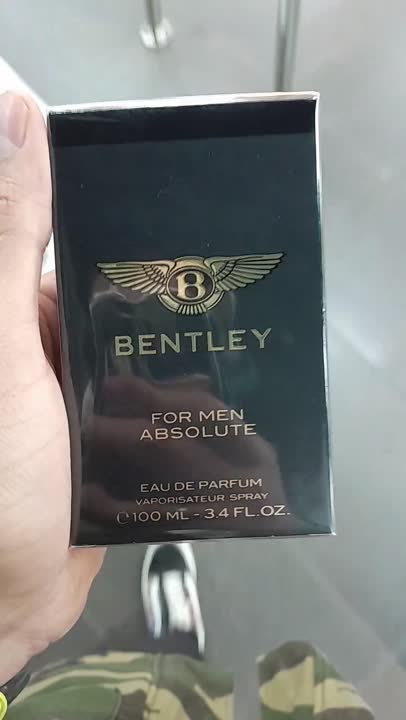 B
BENTLEY
FOR MEN
ABSOLUTE
EAU DE PARFUM
VAPORISATEUR SPRAY
℮100 ML - 3.4 FL.OZ.